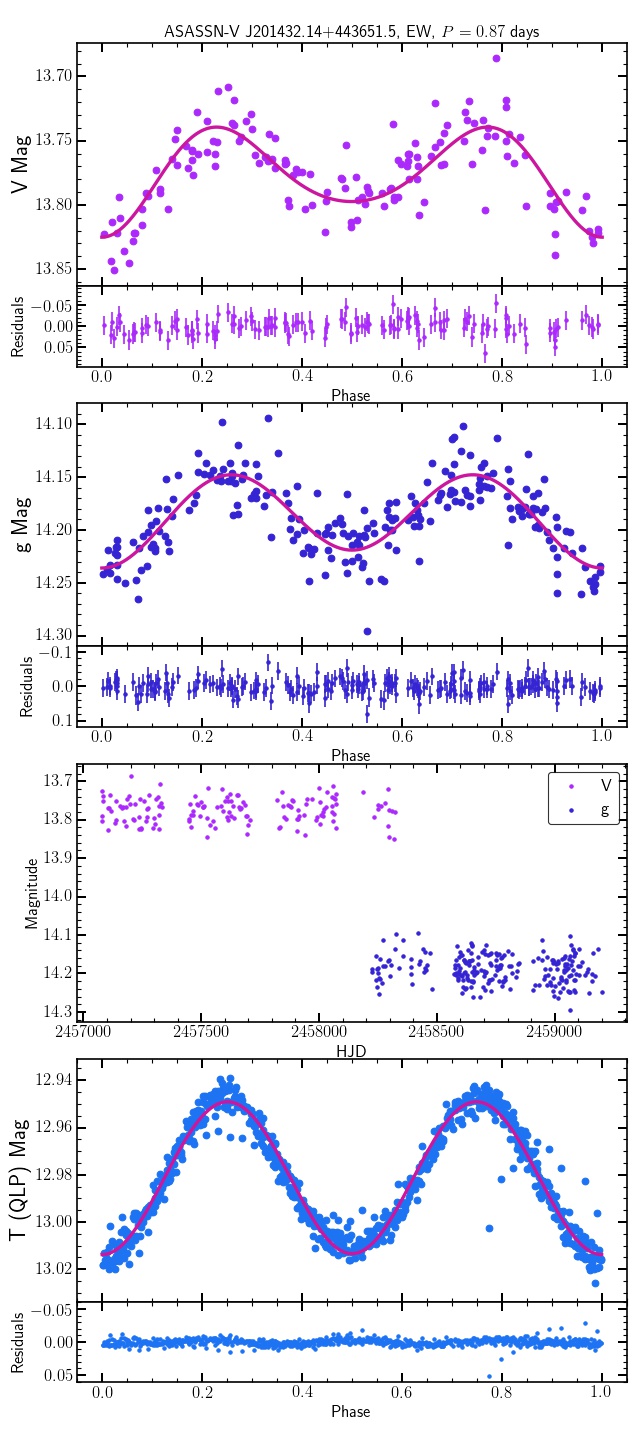 ASASSN-V J201432.14+443651.5, EW, P = 0.87 days
13.70
13.75
13.80
13.85
V Mag
−0.05
0.00
0.05
Residuals
0.0 0.2 0.4 0.6 0.8 1.0
Phase
14.10
14.15
14.20
14.25
14.30
g Mag
−0.1
0.0
0.1
Residuals
0.0 0.2 0.4 0.6 0.8 1.0
Phase
13.7
13.8
13.9
14.0
14.1
14.2
14.3
Magnitude
V
g
2457000 2457500 2458000 2458500 2459000
HJD
12.94
12.96
12.98
13.00
13.02
T (QLP) Mag
−0.05
0.00
0.05
Residuals
0.0 0.2 0.4 0.6 0.8 1.0
Phase